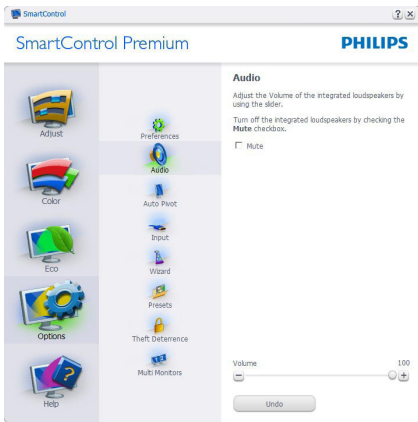 SmartControl
SmartControl Premium
PHILIPS
Adjust
Color
Eco
Options
Help
Preferences
Audio
Auto Pivot
Input
Wizard
Presets
Theft Deterrence
Multi Monitors
Audio
Adjust the Volume of the integrated loudspeakers by
using the slider.
Turn off the integrated loudspeakers by checking the
Mute checkbox.
Mute
Volume 100
Undo